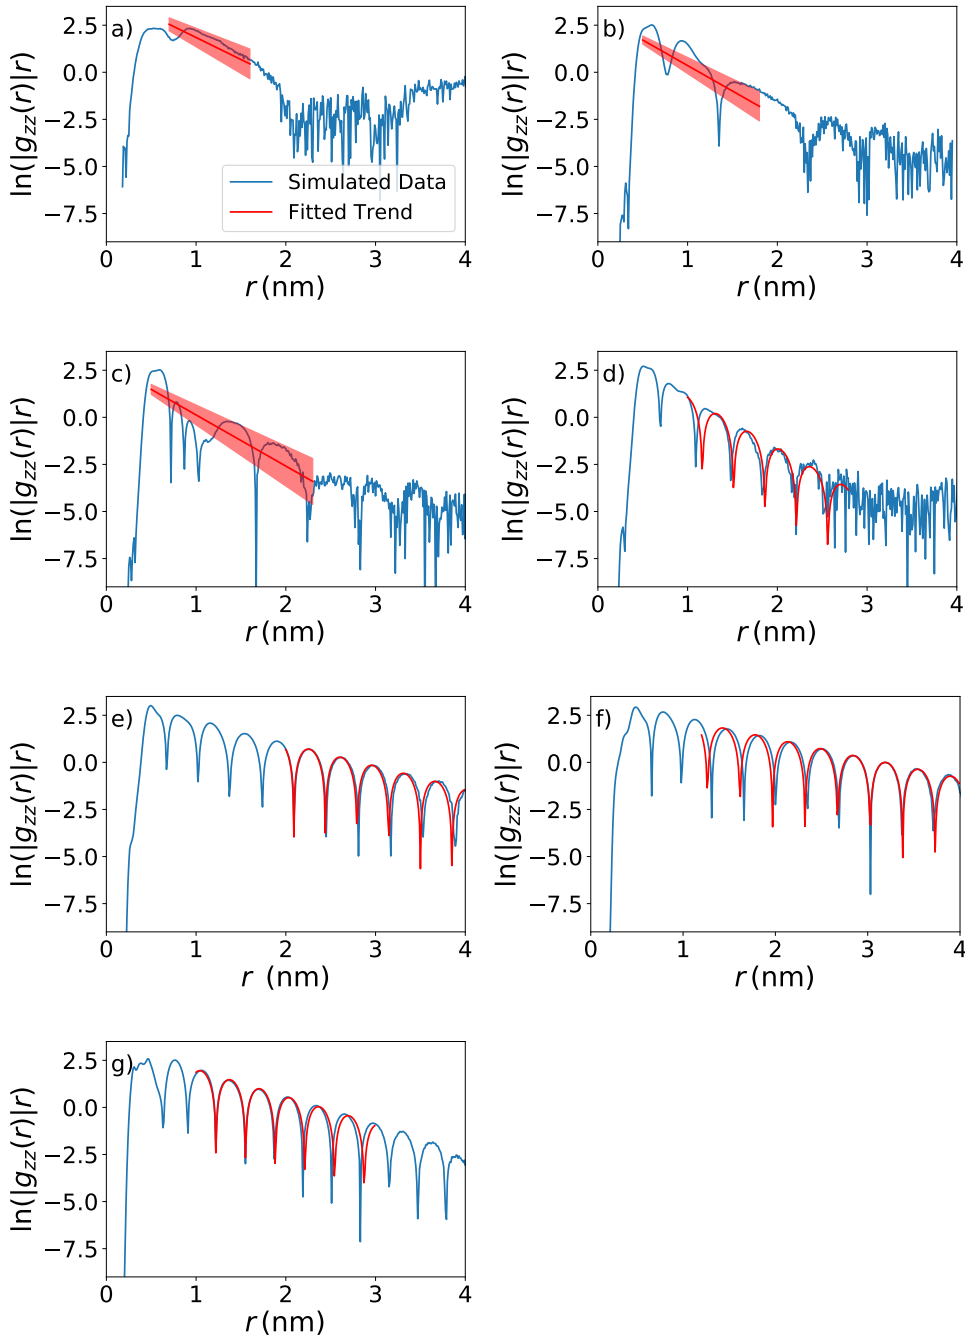 a)
2.5
0.0
−2.5
−5.0
−7.5
ln(|g_zz(r)|r)
Simulated Data
Fitted Trend
0 1 2 3 4
r (nm)
b)
2.5
0.0
−2.5
−5.0
−7.5
ln(|g_zz(r)|r)
0 1 2 3 4
r (nm)
c)
2.5
0.0
−2.5
−5.0
−7.5
ln(|g_zz(r)|r)
0 1 2 3 4
r (nm)
d)
2.5
0.0
−2.5
−5.0
−7.5
ln(|g_zz(r)|r)
0 1 2 3 4
r (nm)
e)
2.5
0.0
−2.5
−5.0
−7.5
ln(|g_zz(r)|r)
0 1 2 3 4
r (nm)
f)
2.5
0.0
−2.5
−5.0
−7.5
ln(|g_zz(r)|r)
0 1 2 3 4
r (nm)
g)
2.5
0.0
−2.5
−5.0
−7.5
ln(|g_zz(r)|r)
0 1 2 3 4
r (nm)